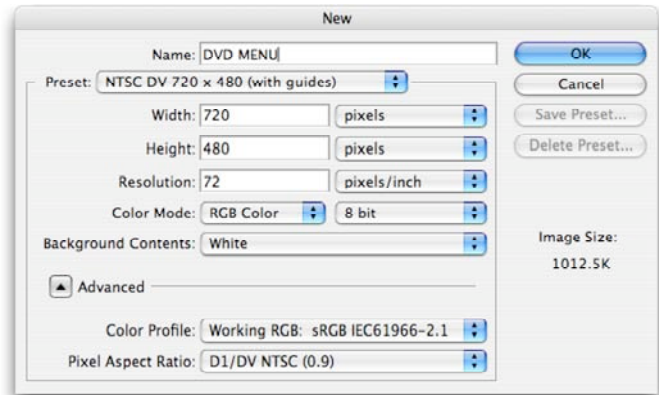 New
Name: DVD MENU
OK
Preset: NTSC DV 720 x 480 (with guides)
Cancel
Width: 720 pixels
Save Preset...
Height: 480 pixels
Delete Preset...
Resolution: 72 pixels/inch
Color Mode: RGB Color 8 bit
Background Contents: White
Image Size:
1012.5K
Advanced
Color Profile: Working RGB: sRGB IEC61966-2.1
Pixel Aspect Ratio: D1/DV NTSC (0.9)